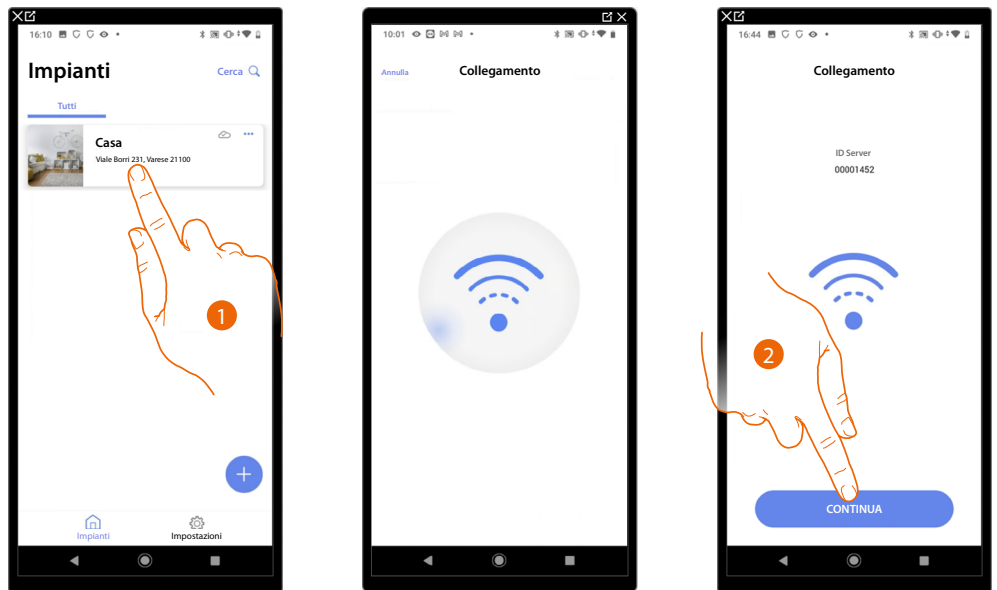 16:10
Impianti
Cerca
Tutti
Casa
Viale Borri 231, Varese 21100
1
Impianti
Impostazioni
10:01
Annulla
Collegamento
16:44
Collegamento
ID Server
00001452
2
CONTINUA